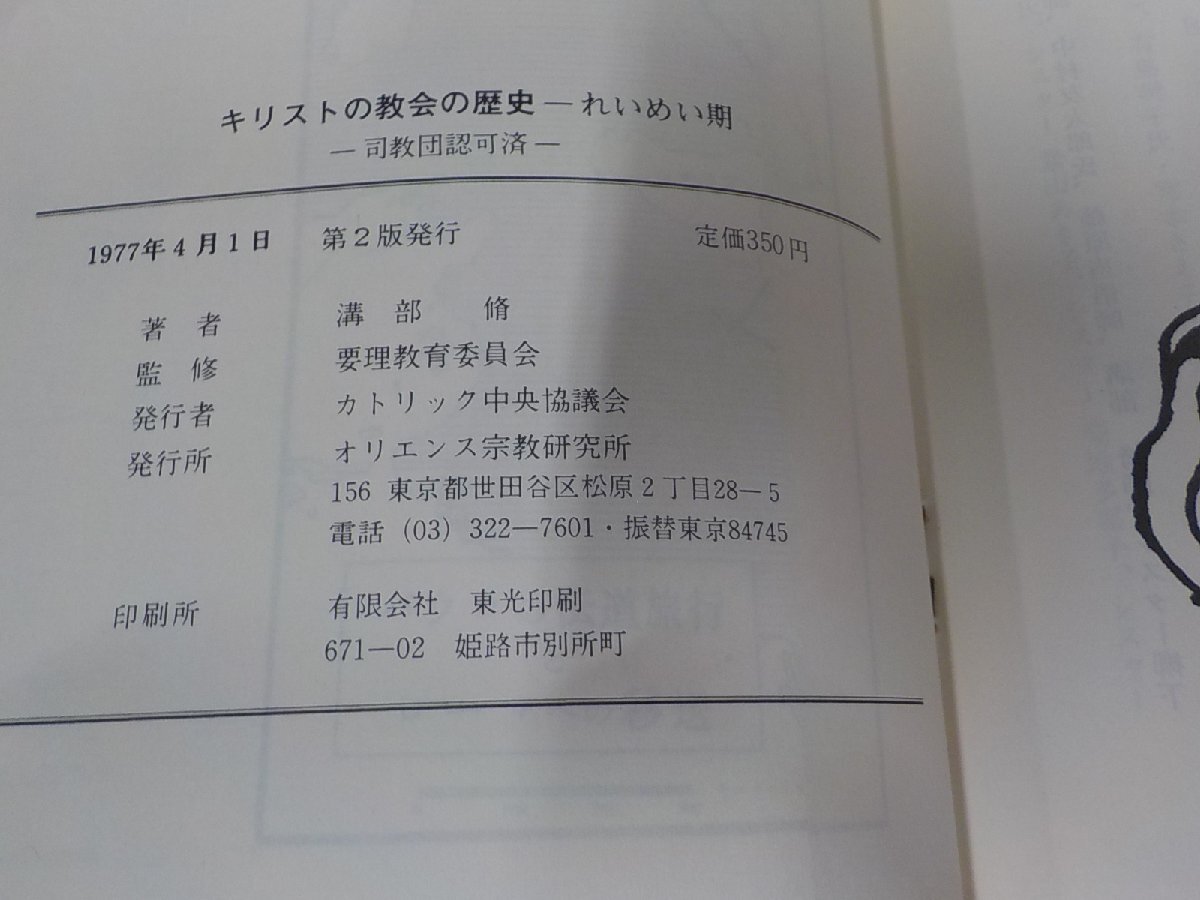 キリストの教会の歴史―れいめい期
―司教団認可済―
1977年4月1日 第2版発行 定価350円
著者 溝部 脩
監修 要理教育委員会
発行者 カトリック中央協議会
発行所 オリエンス宗教研究所
156 東京都世田谷区松原2丁目28―5
電話 (03) 322―7601・振替東京84745
印刷所 有限会社 東光印刷
671―02 姫路市別所町